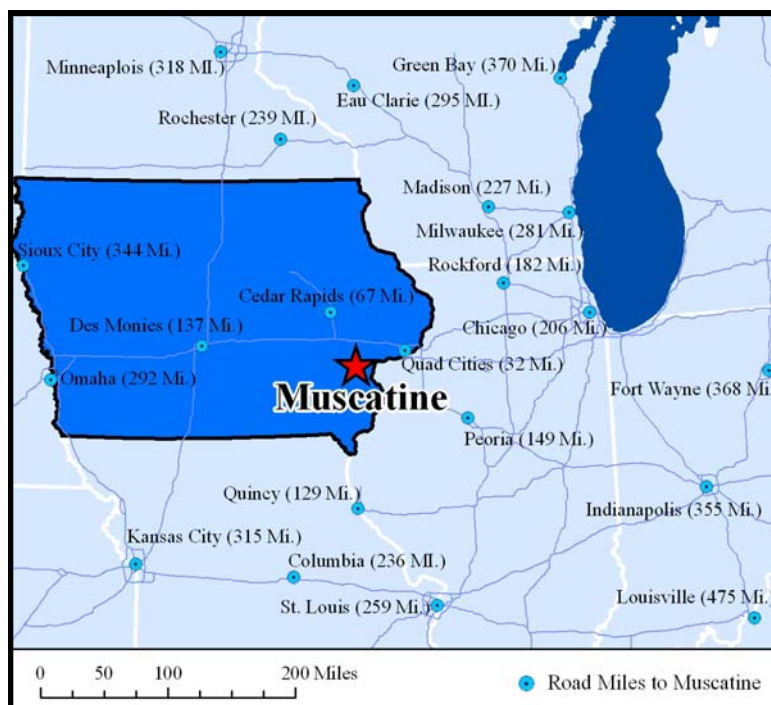 Minneaplois (318 MI.)
Green Bay (370 Mi.)
Eau Clarie (295 MI.)
Rochester (239 MI.)
Madison (227 Mi.)
Milwaukee (281 Mi.)
Sioux City (344 Mi.)
Rockford (182 Mi.)
Cedar Rapids (67 Mi.)
Chicago (206 Mi.)
Des Monies (137 Mi.)
Quad Cities (32 Mi.)
Omaha (292 Mi.)
Fort Wayne (368 Mi.)
Muscatine
Peoria (149 Mi.)
Quincy (129 Mi.)
Indianapolis (355 Mi.)
Kansas City (315 Mi.)
Columbia (236 MI.)
St. Louis (259 Mi.)
Louisville (475 Mi.)
0 50 100 200 Miles
Road Miles to Muscatine